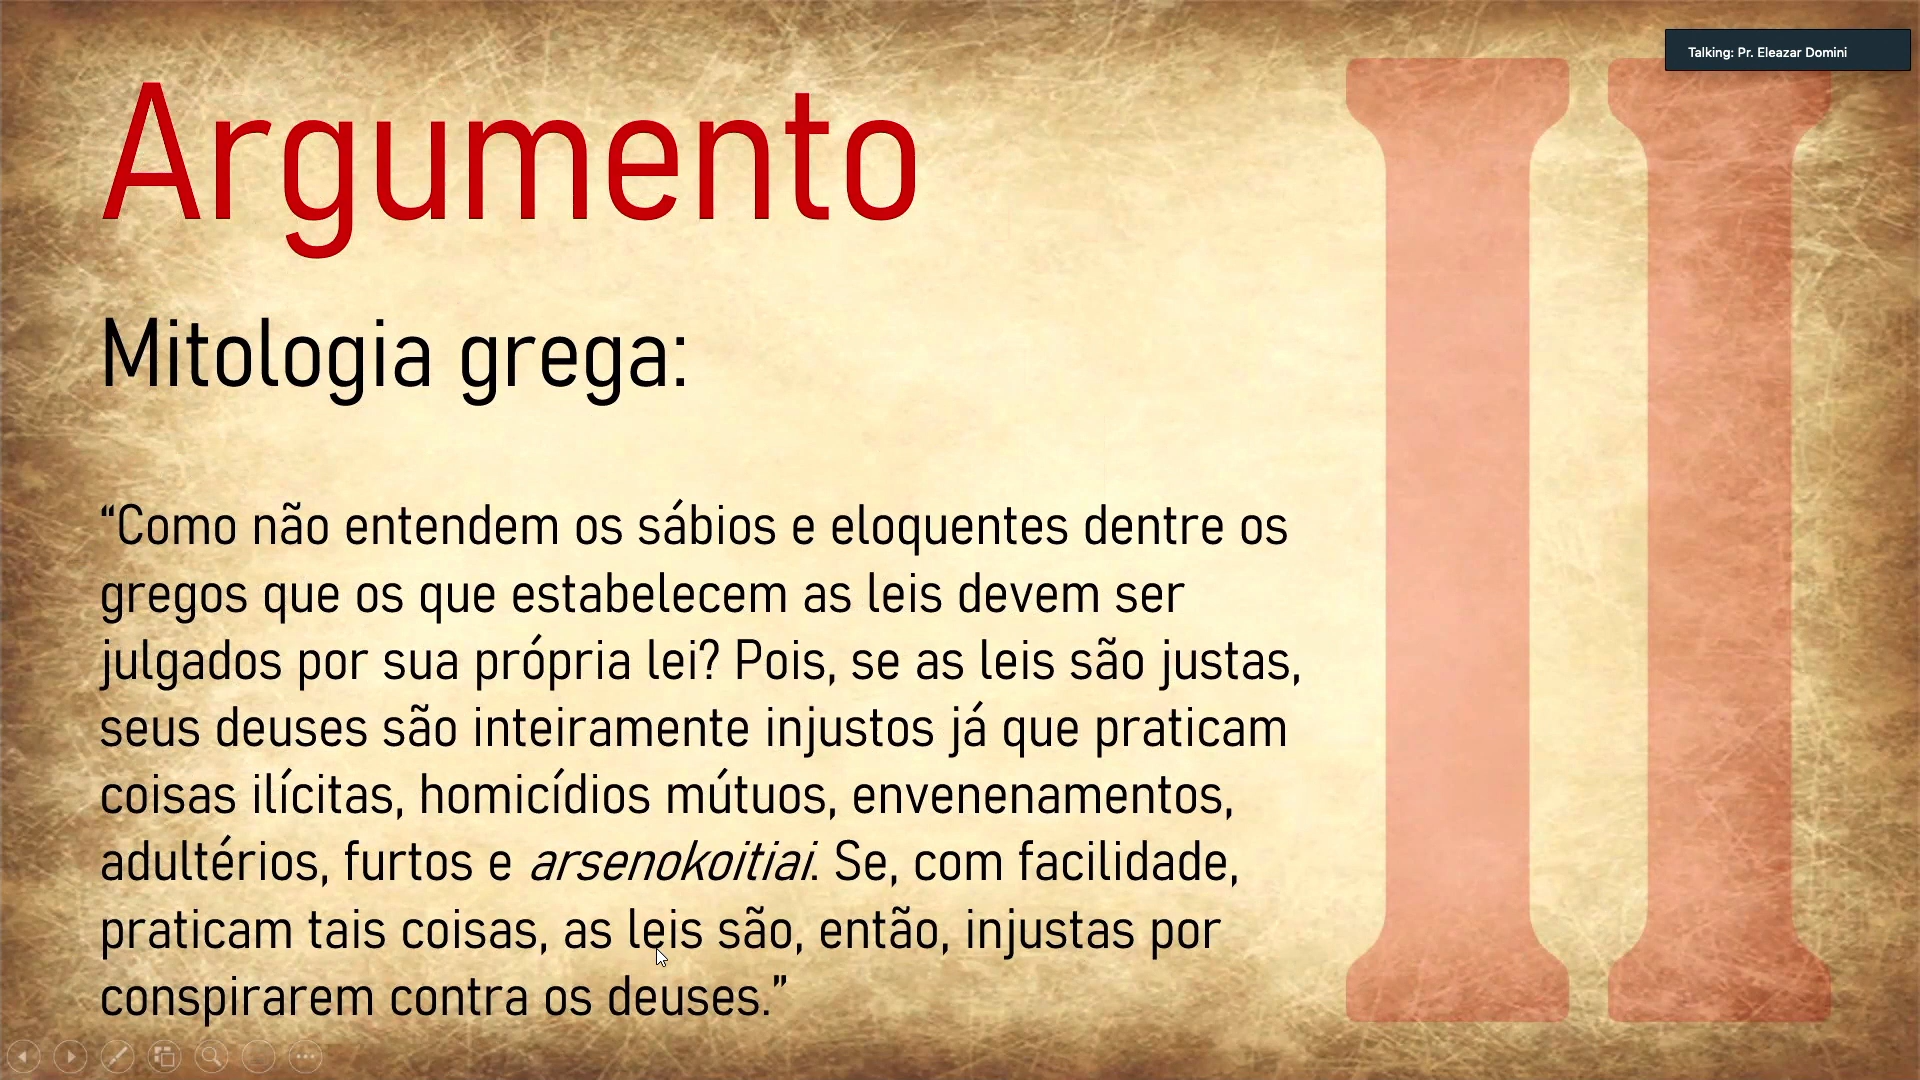 Talking: Pr. Eleazar Domini
Argumento
II
Mitologia grega:
“Como não entendem os sábios e eloquentes dentre os
gregos que os que estabelecem as leis devem ser
julgados por sua própria lei? Pois, se as leis são justas,
seus deuses são inteiramente injustos já que praticam
coisas ilícitas, homicídios mútuos, envenenamentos,
adultérios, furtos e arsenokoitiai. Se, com facilidade,
praticam tais coisas, as leis são, então, injustas por
conspirarem contra os deuses.”